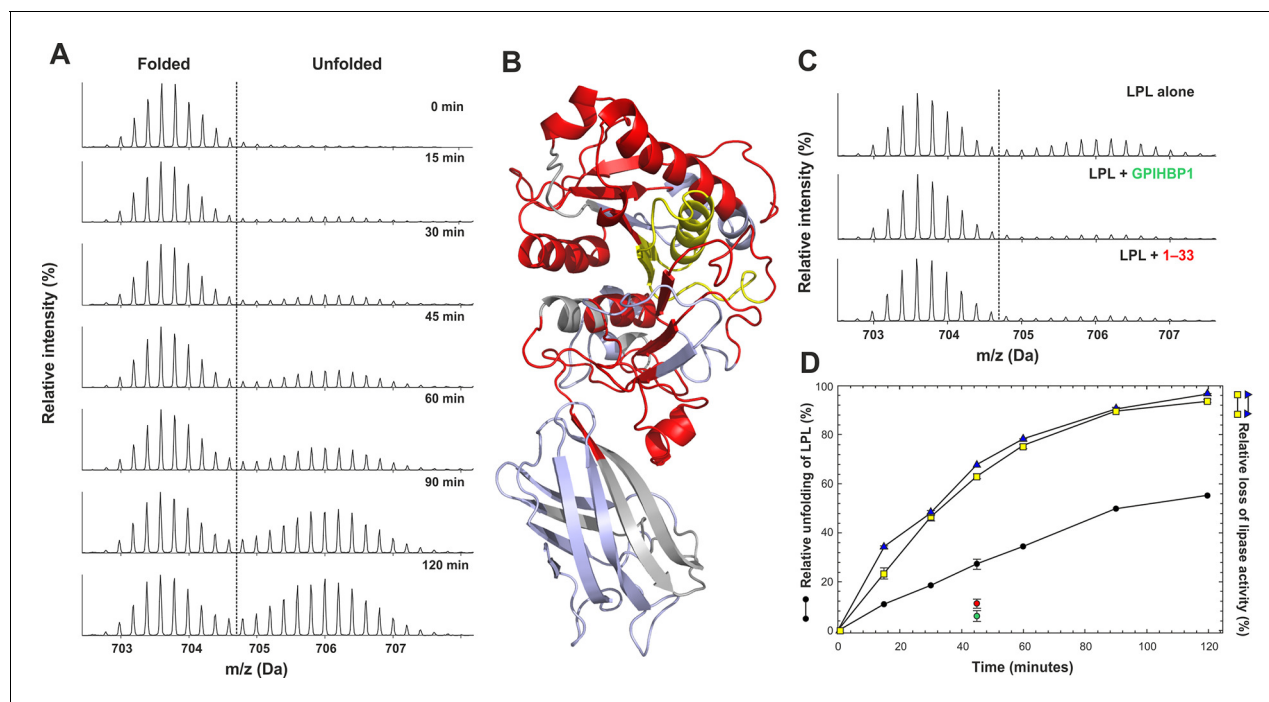 A
Folded
Unfolded
0 min
15 min
30 min
45 min
60 min
90 min
120 min
Relative intensity (%)
703
704
705
706
707
m/z (Da)
B
C
LPL alone
LPL + GPIHBP1
LPL + 1–33
Relative intensity (%)
703
704
705
706
707
m/z (Da)
D
100
80
60
40
20
0
Relative unfolding of LPL (%)
Relative loss of lipase activity (%)
0
20
40
60
80
100
120
Time (minutes)